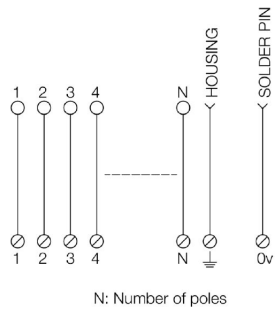 HOUSING
SOLDER PIN
1 2 3 4 N
1 2 3 4 N 0v
N: Number of poles